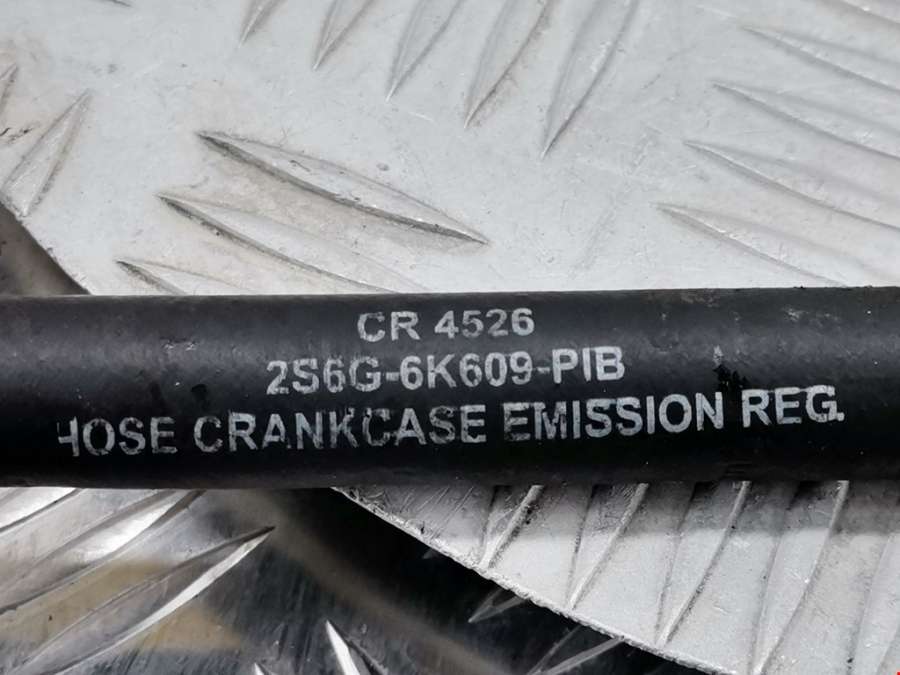 CR 4526
2S6G-6K609-PIB
HOSE CRANKCASE EMISSION REG.